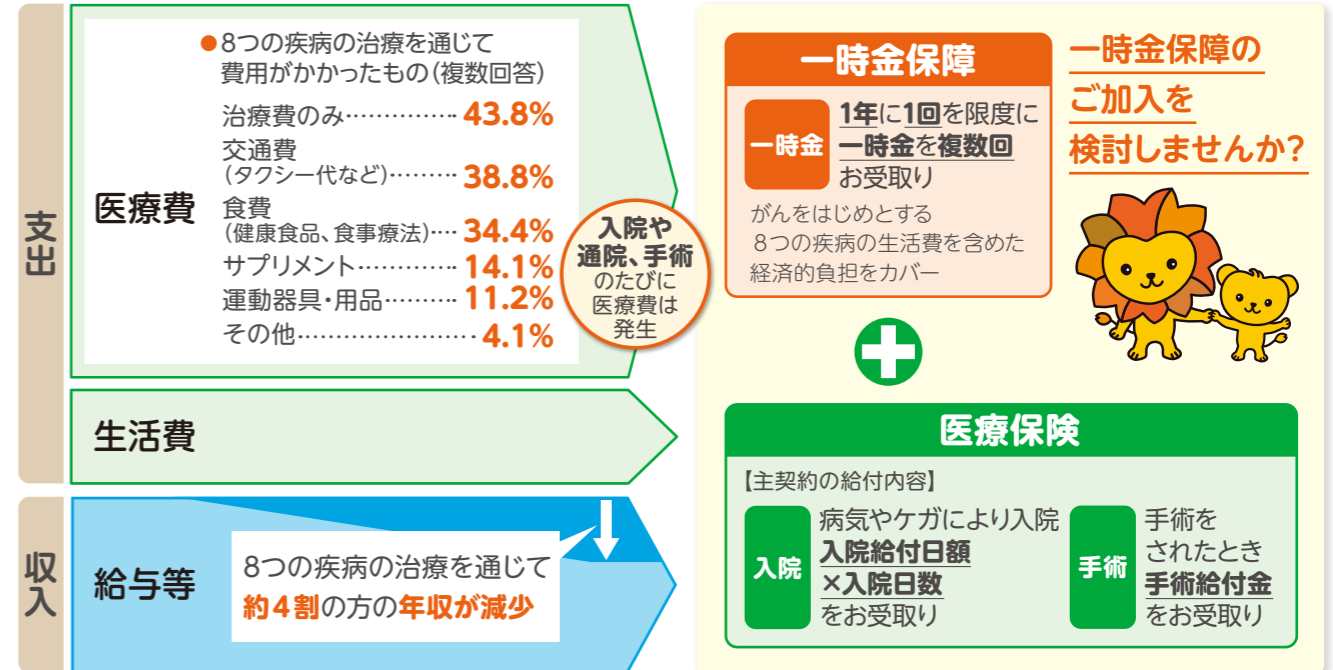 支出
医療費
●8つの疾病の治療を通じて
費用がかかったもの(複数回答)
治療費のみ…………… 43.8%
交通費
(タクシー代など)……… 38.8%
食費
(健康食品、食事療法)…. 34.4%
サプリメント………….. 14.1%
運動器具・用品……….. 11.2%
その他………………….. 4.1%
入院や
通院、手術
のたびに
医療費は
発生
生活費
収入
給与等
8つの疾病の治療を通じて
約4割の方の年収が減少
一時金保障
一時金
1年に1回を限度に
一時金を複数回
お受取り
がんをはじめとする
8つの疾病の生活費を含めた
経済的負担をカバー
一時金保障の
ご加入を
検討しませんか?
医療保険
【主契約の給付内容】
入院
病気やケガにより入院
入院給付日額
×入院日数
をお受取り
手術
手術を
されたとき
手術給付金
をお受取り